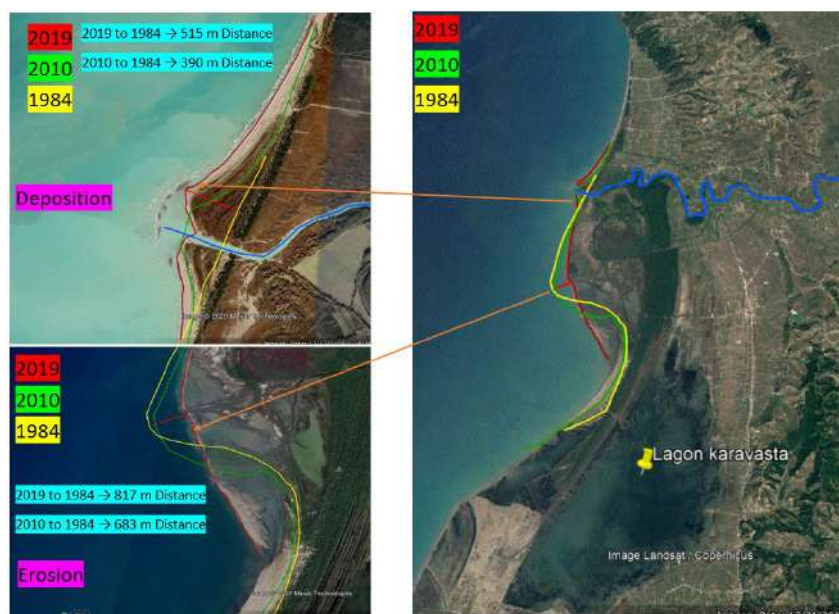 2019
2010
1984
2019 to 1984 → 515 m Distance
2010 to 1984 → 390 m Distance
Deposition
2019
2010
1984
2019 to 1984 → 817 m Distance
2010 to 1984 → 683 m Distance
Erosion
2019
2010
1984
Lagon karavasta
Image Landsat / Copernicus